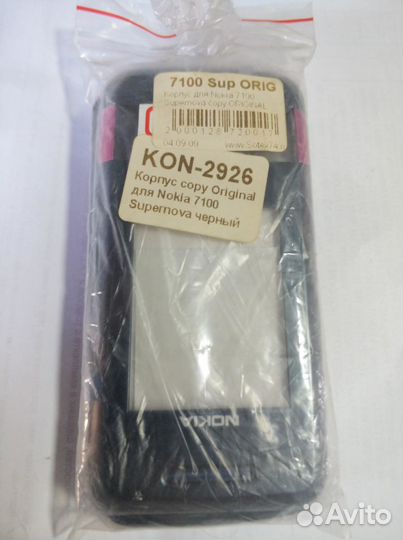 7100 Sup ORIG
Корпус для Nokia 7100
Supernova copy ORIGINAL
04.09.09
KON-2926
Корпус copy Original
для Nokia 7100
Supernova черный
NOKIA
Avito